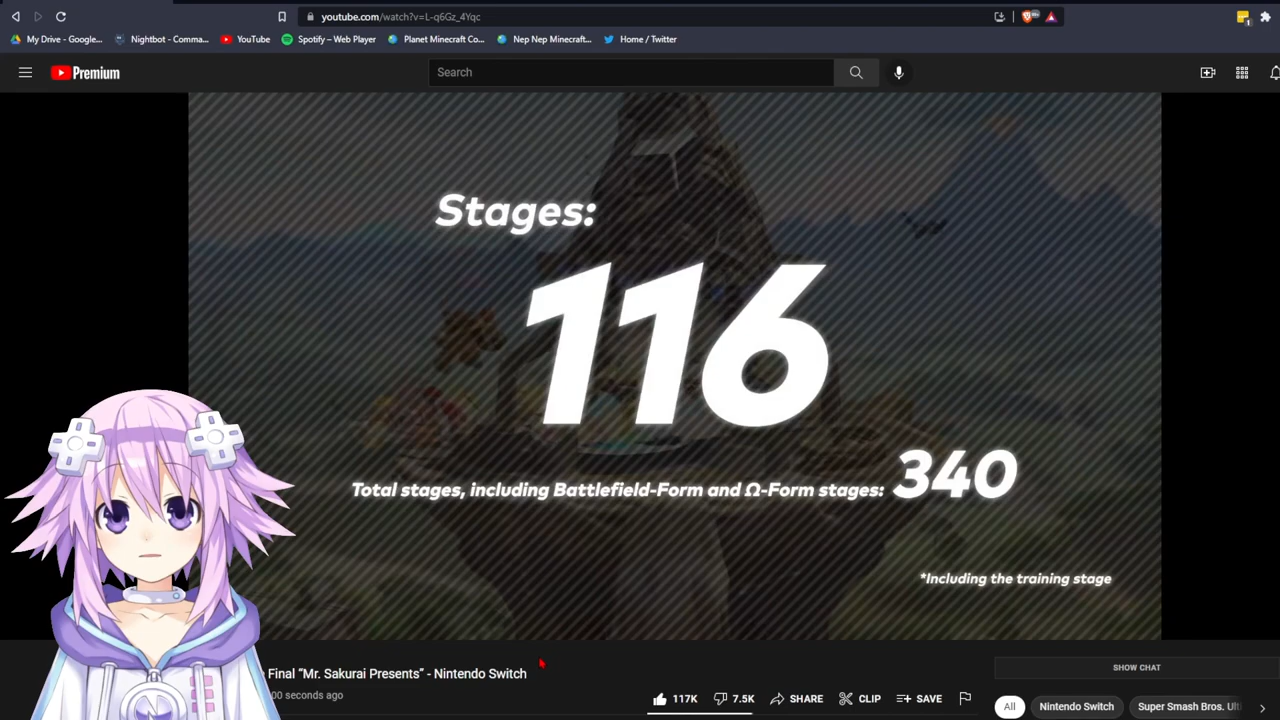 youtube.com/watch?v=L-q6Gz_4Yqc
My Drive - Google...
Nightbot - Comma...
YouTube
Spotify – Web Player
Planet Minecraft Co...
Nep Nep Minecraft...
Home / Twitter
Premium
Search
Stages:
116
Total stages, including Battlefield-Form and Ω-Form stages: 340
*Including the training stage
Final “Mr. Sakurai Presents” - Nintendo Switch
00 seconds ago
117K
7.5K
SHARE
CLIP
SAVE
SHOW CHAT
All
Nintendo Switch
Super Smash Bros. Ulti